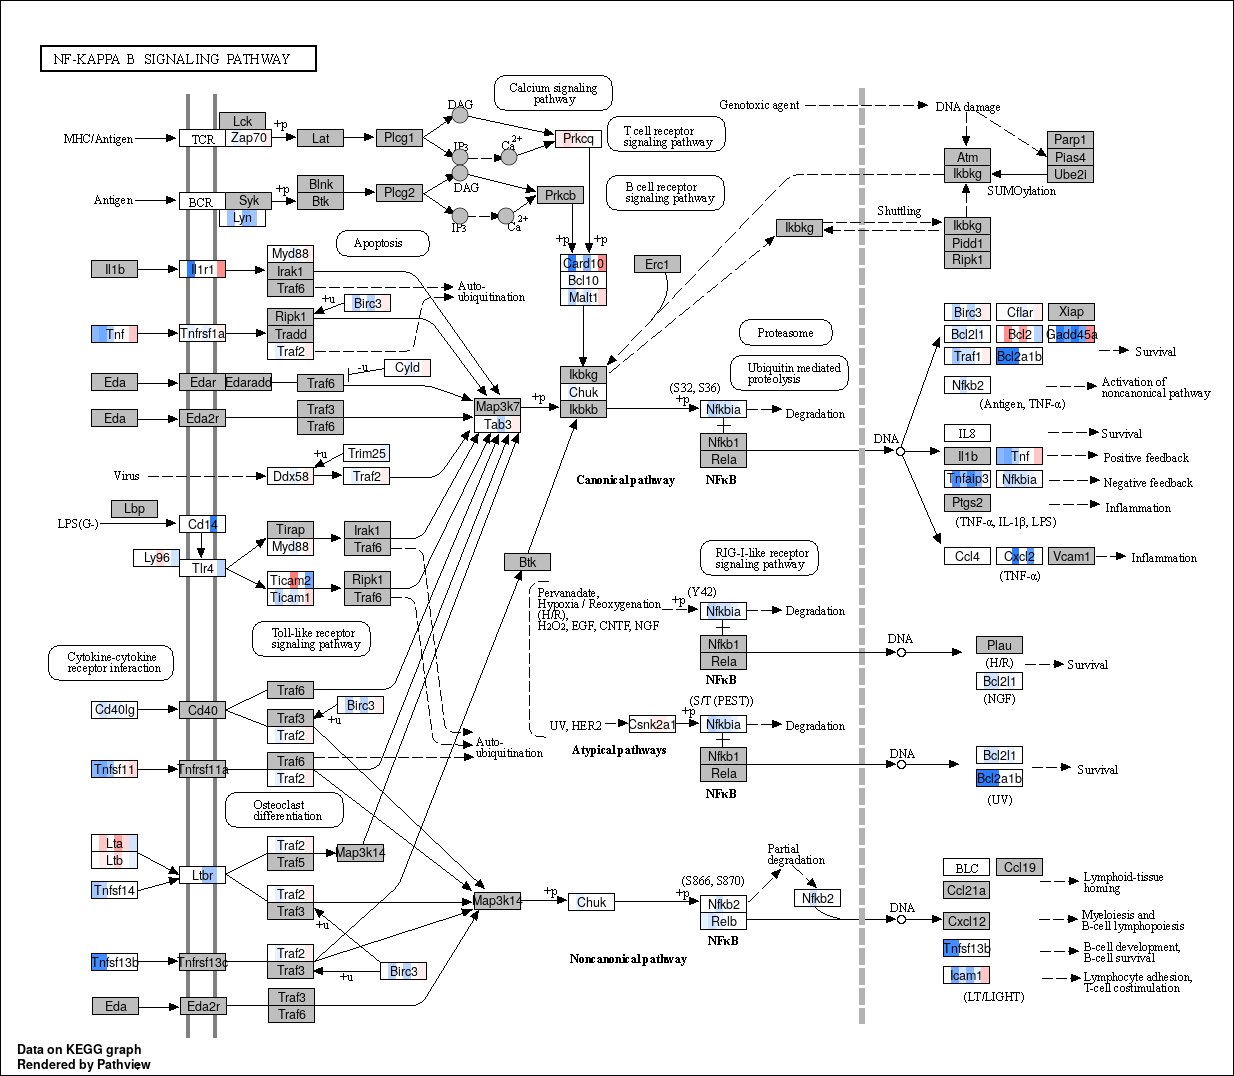 NF-KAPPA B SIGNALING PATHWAY
Calcium signaling
pathway
T cell receptor
signaling pathway
B cell receptor
signaling pathway
Apoptosis
Proteasome
Ubiquitin mediated
proteolysis
RIG-I-like receptor
signaling pathway
Toll-like receptor
signaling pathway
Cytokine-cytokine
receptor interaction
Osteoclast
differentiation
MHC/Antigen
TCR
Lck
Zap70
+p
Lat
Plcg1
DAG
IP3
Ca2+
Prkcq
Antigen
BCR
Syk
Lyn
+p
Blnk
Btk
Plcg2
DAG
IP3
Ca2+
Prkcb
+p
+p
Card10
Bcl10
Malt1
Erc1
Genotoxic agent
DNA damage
Atm
Ikbkg
Parp1
Pias4
Ube2i
SUMOylation
Shuttling
Ikbkg
Ikbkg
Pidd1
Ripk1
Il1b
Il1r1
Myd88
Irak1
Traf6
Auto-
ubiquitination
Tnf
Tnfrsf1a
Ripk1
Tradd
Traf2
+u
Birc3
Eda
Edar
Edaradd
Traf6
-u
Cyld
Eda
Eda2r
Traf3
Traf6
Map3k7
Tab3
+p
Ikbkg
Chuk
Ikbkb
(S32, S36)
+p
Nfkbia
Degradation
Nfkb1
Rela
NFκB
Canonical pathway
DNA
Virus
Ddx58
+u
Trim25
Traf2
Lbp
LPS(G-)
Cd14
Ly96
Tlr4
Tirap
Myd88
Irak1
Traf6
Ticam2
Ticam1
Ripk1
Traf6
Btk
Birc3
Cflar
Xiap
Bcl2l1
Bcl2
Gadd45a
Traf1
Bcl2a1b
Survival
Nfkb2
Activation of
noncanonical pathway
(Antigen, TNF-α)
IL8
Survival
Il1b
Tnf
Positive feedback
Tnfaip3
Nfkbia
Negative feedback
Ptgs2
Inflammation
(TNF-α, IL-1β, LPS)
Ccl4
Cxcl2
Vcam1
Inflammation
(TNF-α)
Pervanadate,
Hypoxia / Reoxygenation
(H/R),
H2O2, EGF, CNTF, NGF
+p
(Y42)
Nfkbia
Degradation
Nfkb1
Rela
NFκB
DNA
Plau
(H/R)
Bcl2l1
(NGF)
Survival
Cd40lg
Cd40
Traf6
Traf3
Traf2
+u
Birc3
Auto-
ubiquitination
UV, HER2
Csnk2a1
+p
(S/T (PEST))
Nfkbia
Degradation
Atypical pathways
Nfkb1
Rela
NFκB
DNA
Bcl2l1
Bcl2a1b
(UV)
Survival
Tnfsf11
Tnfrsf11a
Traf6
Traf2
Lta
Ltb
Tnfsf14
Ltbr
Traf2
Traf5
Map3k14
Traf2
Traf3
+u
Map3k14
+p
Chuk
(S866, S870)
+p
Nfkb2
Relb
NFκB
Partial
degradation
Nfkb2
DNA
Noncanonical pathway
BLC
Ccl19
Ccl21a
Lymphoid-tissue
homing
Cxcl12
Myeloiesis and
B-cell lymphopoiesis
Tnfsf13b
B-cell development,
B-cell survival
Icam1
Lymphocyte adhesion,
T-cell costimulation
(LT/LIGHT)
Tnfsf13b
Tnfrsf13c
Traf2
Traf3
+u
Birc3
Eda
Eda2r
Traf3
Traf6
Data on KEGG graph
Rendered by Pathview